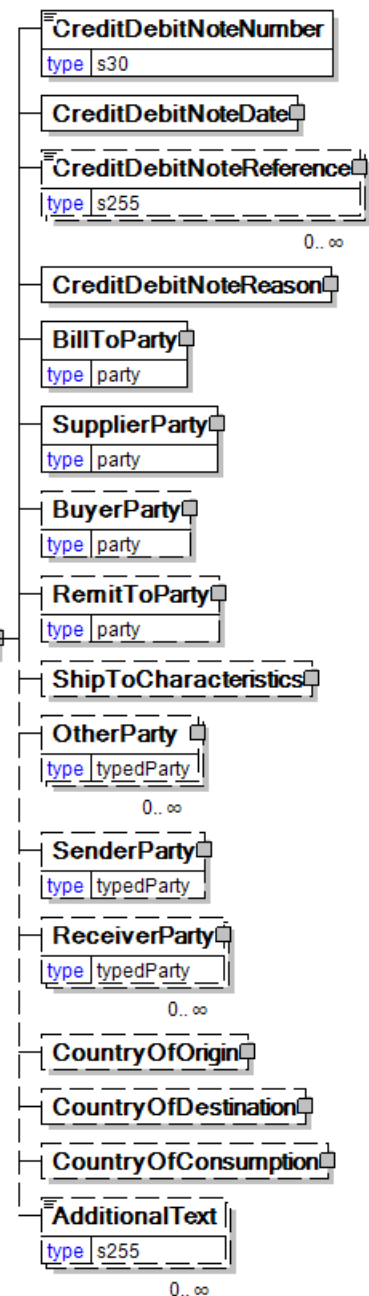 CreditDebitNoteNumber
type s30
CreditDebitNoteDate
CreditDebitNoteReference
type s255
0.. ∞
CreditDebitNoteReason
BillToParty
type party
SupplierParty
type party
BuyerParty
type party
RemitToParty
type party
ShipToCharacteristics
OtherParty
type typedParty
0.. ∞
SenderParty
type typedParty
ReceiverParty
type typedParty
0.. ∞
CountryOfOrigin
CountryOfDestination
CountryOfConsumption
AdditionalText
type s255
0.. ∞